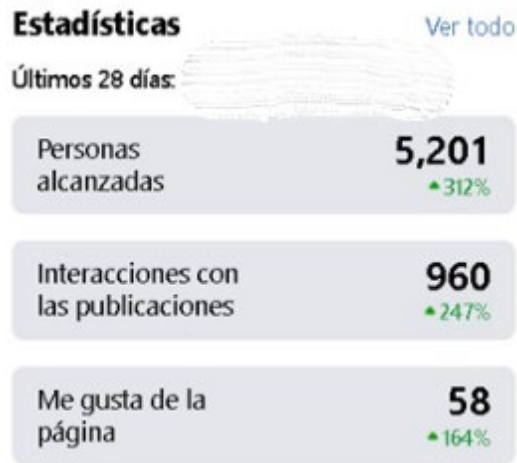 Estadísticas
Ver todo
Últimos 28 días:
Personas
alcanzadas
5,201
312%
Interacciones con
las publicaciones
960
247%
Me gusta de la
página
58
164%